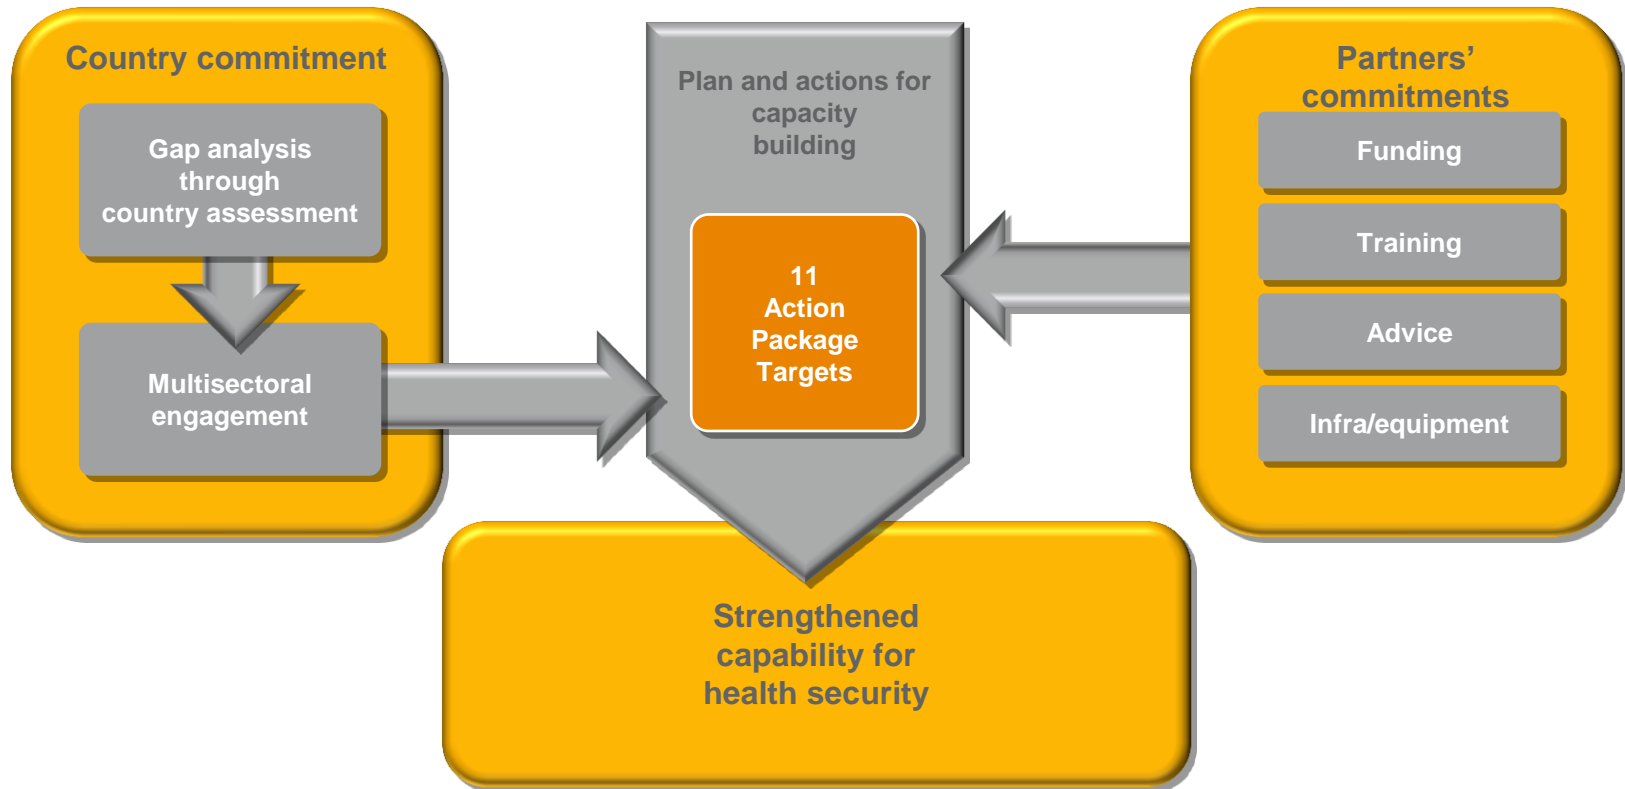 Country commitment
Gap analysis
through
country assessment
Multisectoral
engagement
Plan and actions for
capacity
building
11
Action
Package
Targets
Partners’
commitments
Funding
Training
Advice
Infra/equipment
Strengthened
capability for
health security